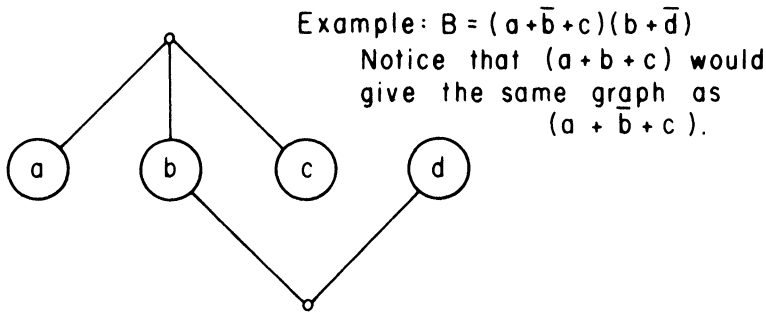 Example: B = (a + b̅ + c)(b + d̅)
Notice that (a + b + c) would
give the same graph as
(a + b̅ + c).
a b c d